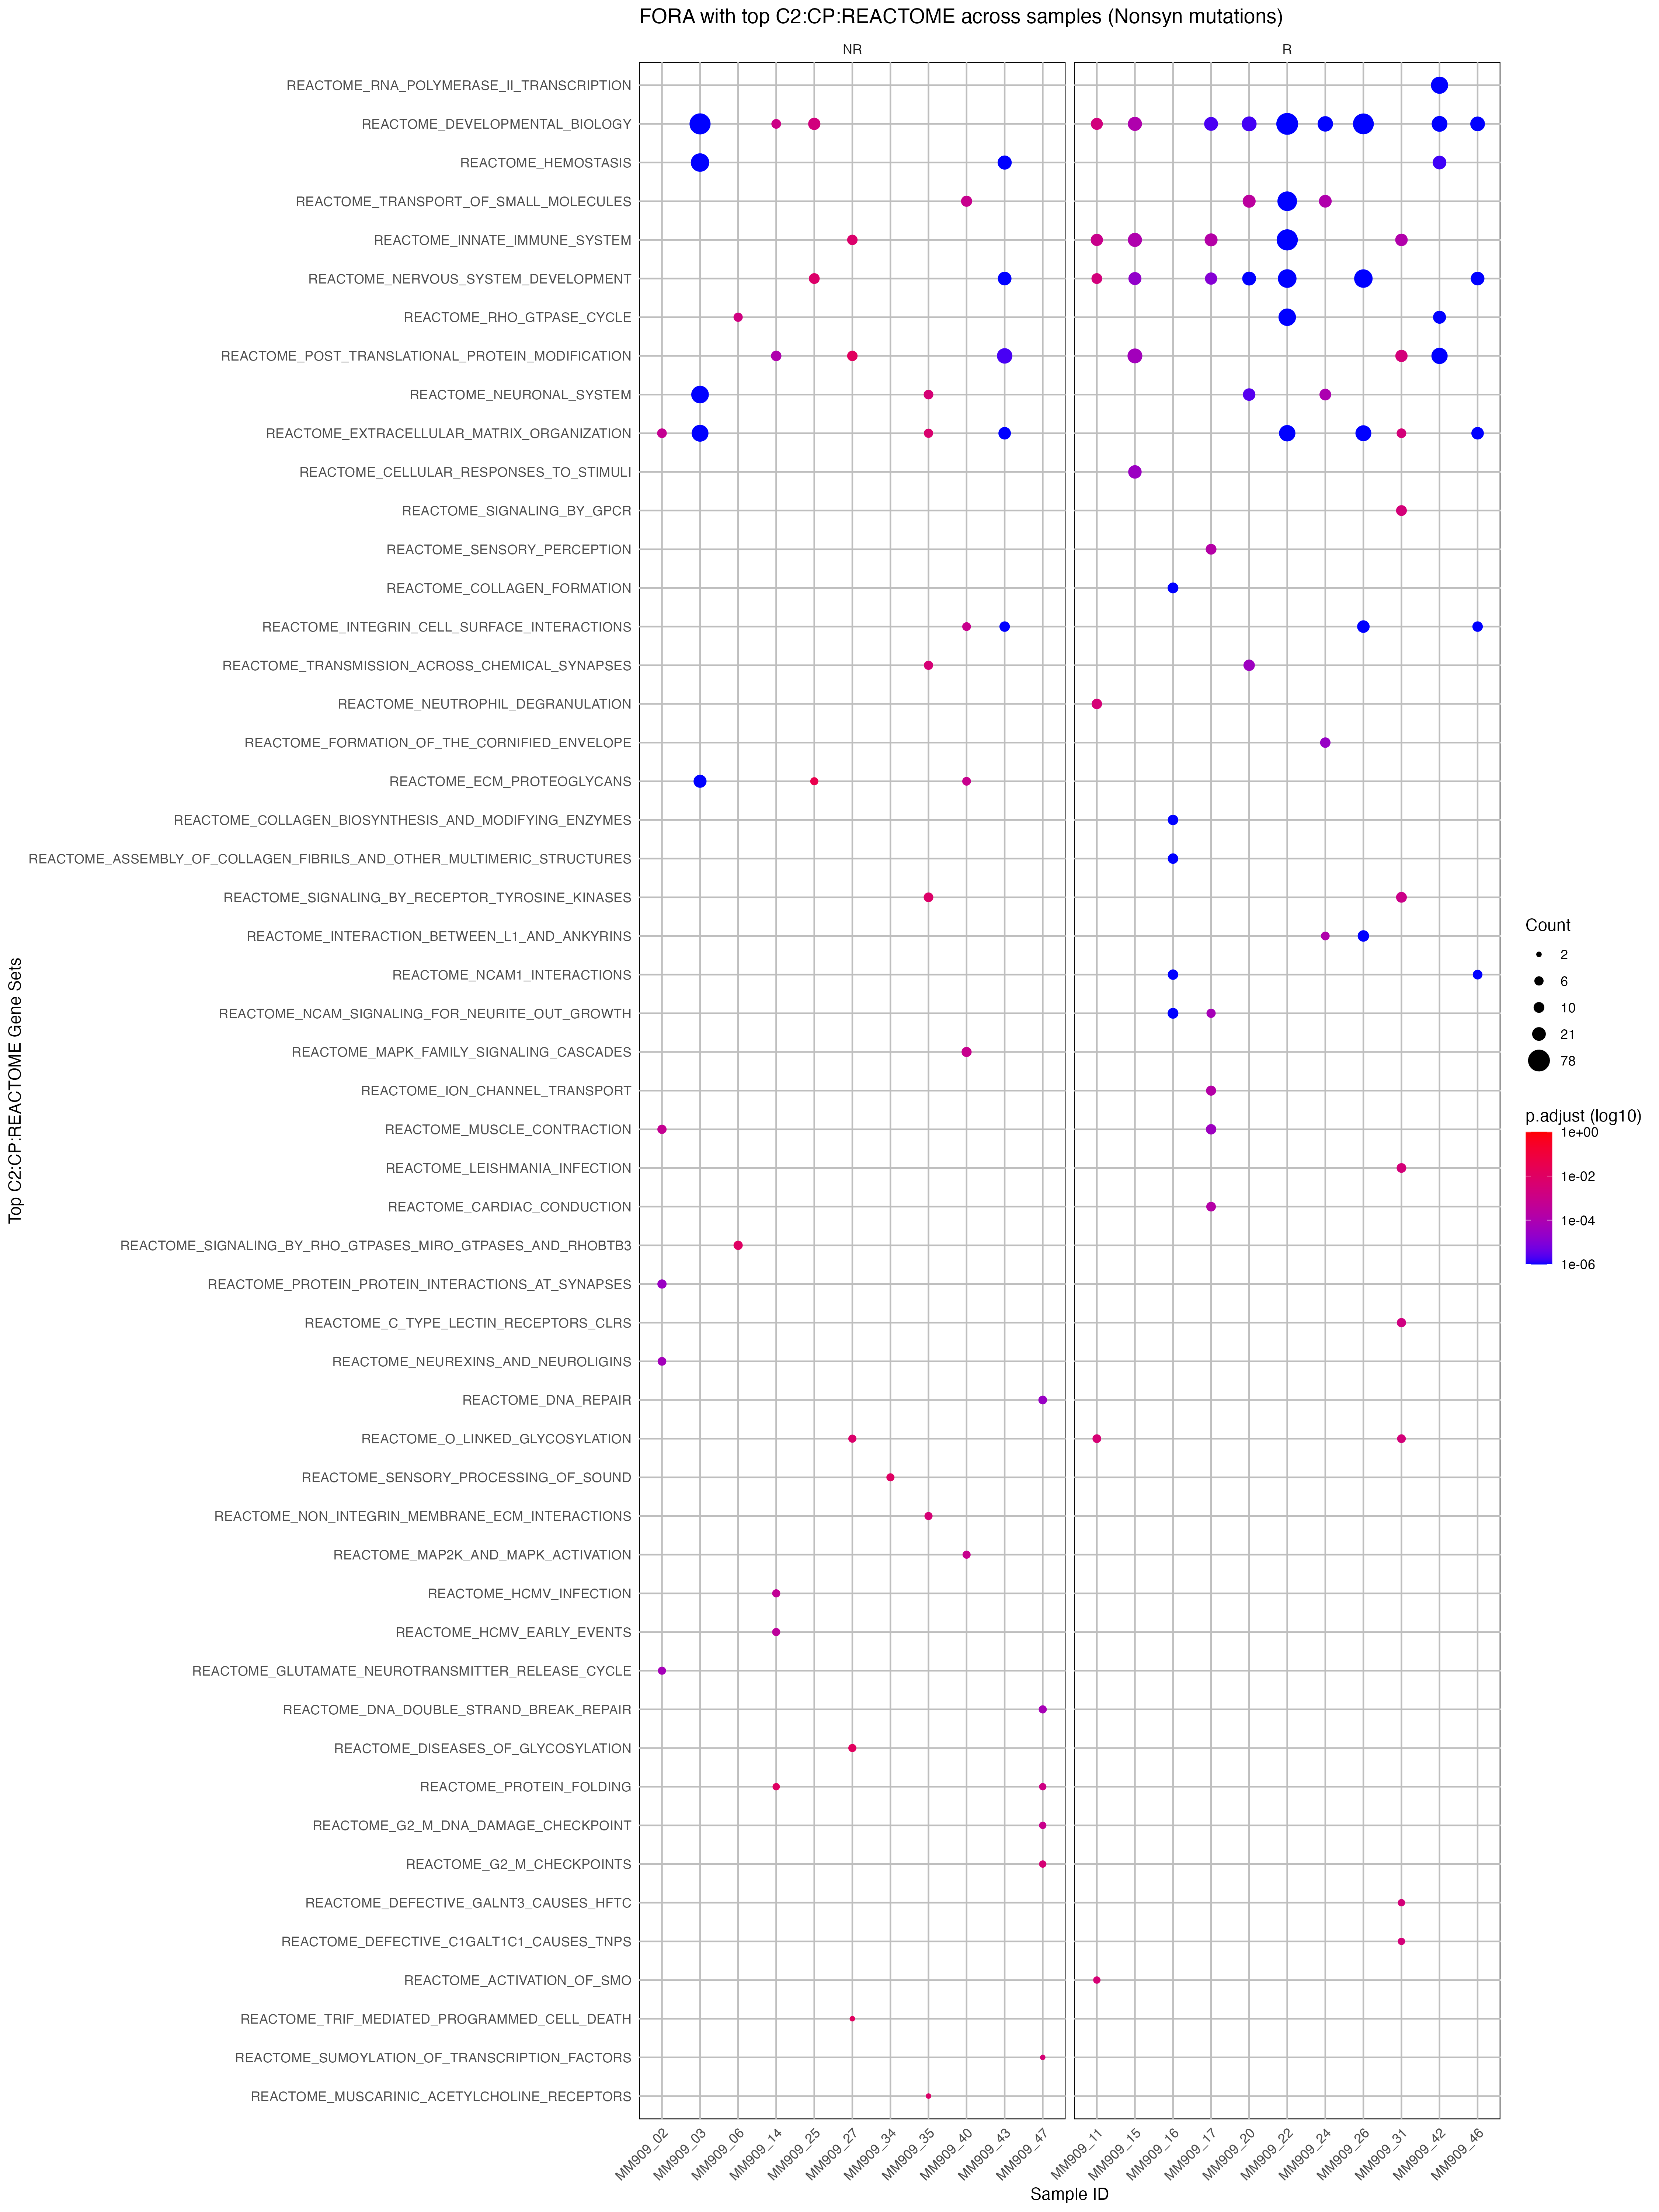 FORA with top C2:CP:REACTOME across samples (Nonsyn mutations)
NR
R
REACTOME_RNA_POLYMERASE_II_TRANSCRIPTION
REACTOME_DEVELOPMENTAL_BIOLOGY
REACTOME_HEMOSTASIS
REACTOME_TRANSPORT_OF_SMALL_MOLECULES
REACTOME_INNATE_IMMUNE_SYSTEM
REACTOME_NERVOUS_SYSTEM_DEVELOPMENT
REACTOME_RHO_GTPASE_CYCLE
REACTOME_POST_TRANSLATIONAL_PROTEIN_MODIFICATION
REACTOME_NEURONAL_SYSTEM
REACTOME_EXTRACELLULAR_MATRIX_ORGANIZATION
REACTOME_CELLULAR_RESPONSES_TO_STIMULI
REACTOME_SIGNALING_BY_GPCR
REACTOME_SENSORY_PERCEPTION
REACTOME_COLLAGEN_FORMATION
REACTOME_INTEGRIN_CELL_SURFACE_INTERACTIONS
REACTOME_TRANSMISSION_ACROSS_CHEMICAL_SYNAPSES
REACTOME_NEUTROPHIL_DEGRANULATION
REACTOME_FORMATION_OF_THE_CORNIFIED_ENVELOPE
REACTOME_ECM_PROTEOGLYCANS
REACTOME_COLLAGEN_BIOSYNTHESIS_AND_MODIFYING_ENZYMES
REACTOME_ASSEMBLY_OF_COLLAGEN_FIBRILS_AND_OTHER_MULTIMERIC_STRUCTURES
REACTOME_SIGNALING_BY_RECEPTOR_TYROSINE_KINASES
REACTOME_INTERACTION_BETWEEN_L1_AND_ANKYRINS
REACTOME_NCAM1_INTERACTIONS
REACTOME_NCAM_SIGNALING_FOR_NEURITE_OUT_GROWTH
REACTOME_MAPK_FAMILY_SIGNALING_CASCADES
REACTOME_ION_CHANNEL_TRANSPORT
REACTOME_MUSCLE_CONTRACTION
REACTOME_LEISHMANIA_INFECTION
REACTOME_CARDIAC_CONDUCTION
REACTOME_SIGNALING_BY_RHO_GTPASES_MIRO_GTPASES_AND_RHOBTB3
REACTOME_PROTEIN_PROTEIN_INTERACTIONS_AT_SYNAPSES
REACTOME_C_TYPE_LECTIN_RECEPTORS_CLRS
REACTOME_NEUREXINS_AND_NEUROLIGINS
REACTOME_DNA_REPAIR
REACTOME_O_LINKED_GLYCOSYLATION
REACTOME_SENSORY_PROCESSING_OF_SOUND
REACTOME_NON_INTEGRIN_MEMBRANE_ECM_INTERACTIONS
REACTOME_MAP2K_AND_MAPK_ACTIVATION
REACTOME_HCMV_INFECTION
REACTOME_HCMV_EARLY_EVENTS
REACTOME_GLUTAMATE_NEUROTRANSMITTER_RELEASE_CYCLE
REACTOME_DNA_DOUBLE_STRAND_BREAK_REPAIR
REACTOME_DISEASES_OF_GLYCOSYLATION
REACTOME_PROTEIN_FOLDING
REACTOME_G2_M_DNA_DAMAGE_CHECKPOINT
REACTOME_G2_M_CHECKPOINTS
REACTOME_DEFECTIVE_GALNT3_CAUSES_HFTC
REACTOME_DEFECTIVE_C1GALT1C1_CAUSES_TNPS
REACTOME_ACTIVATION_OF_SMO
REACTOME_TRIF_MEDIATED_PROGRAMMED_CELL_DEATH
REACTOME_SUMOYLATION_OF_TRANSCRIPTION_FACTORS
REACTOME_MUSCARINIC_ACETYLCHOLINE_RECEPTORS
Top C2:CP:REACTOME Gene Sets
MM909_02
MM909_03
MM909_06
MM909_14
MM909_25
MM909_27
MM909_34
MM909_35
MM909_40
MM909_43
MM909_47
MM909_11
MM909_15
MM909_16
MM909_17
MM909_20
MM909_22
MM909_24
MM909_26
MM909_31
MM909_42
MM909_46
Sample ID
Count
2
6
10
21
78
p.adjust (log10)
1e+00
1e-02
1e-04
1e-06